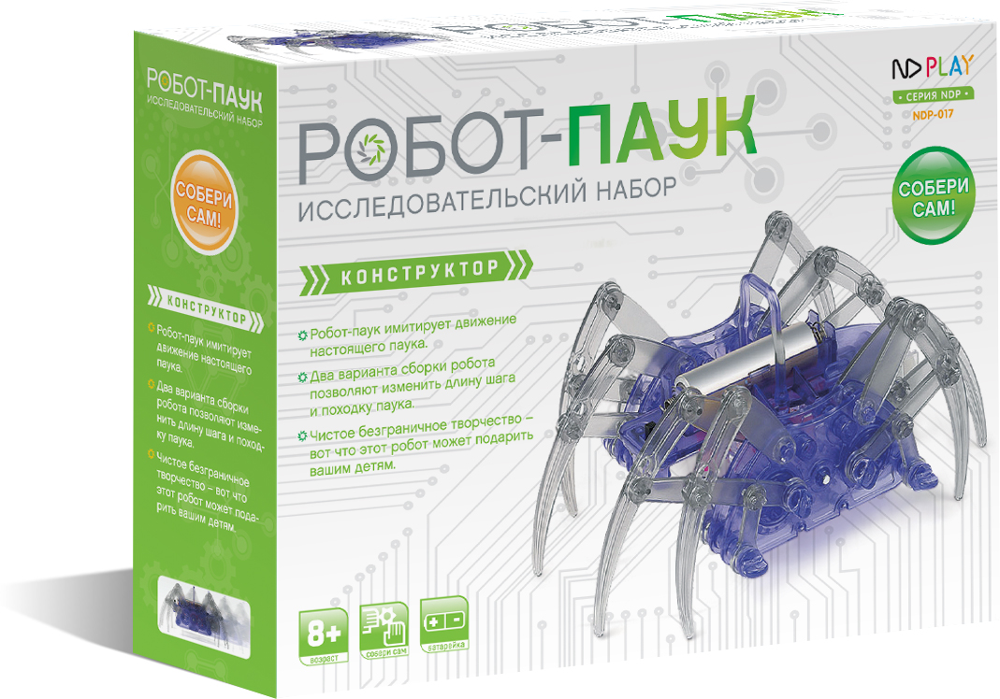 РОБОТ-ПАУК
РОБОТ-ПАУК
ИССЛЕДОВАТЕЛЬСКИЙ НАБОР
СОБЕРИ
САМ!
КОНСТРУКТОР
Робот-паук имитирует
движение настоящего
паука.
Два варианта сборки
робота позволяют изме-
нить длину шага и поход-
ку паука.
Чистое безграничное
творчество – вот что
этот робот может пода-
рить вашим детям.
ND PLAY
СЕРИЯ NDP
NDP-017
РОБОТ-ПАУК
ИССЛЕДОВАТЕЛЬСКИЙ НАБОР
СОБЕРИ
САМ!
КОНСТРУКТОР
Робот-паук имитирует движение
настоящего паука.
Два варианта сборки робота
позволяют изменить длину шага
и походку паука.
Чистое безграничное творчество –
вот что этот робот может подарить
вашим детям.
8+
возраст
собери сам
батарейка